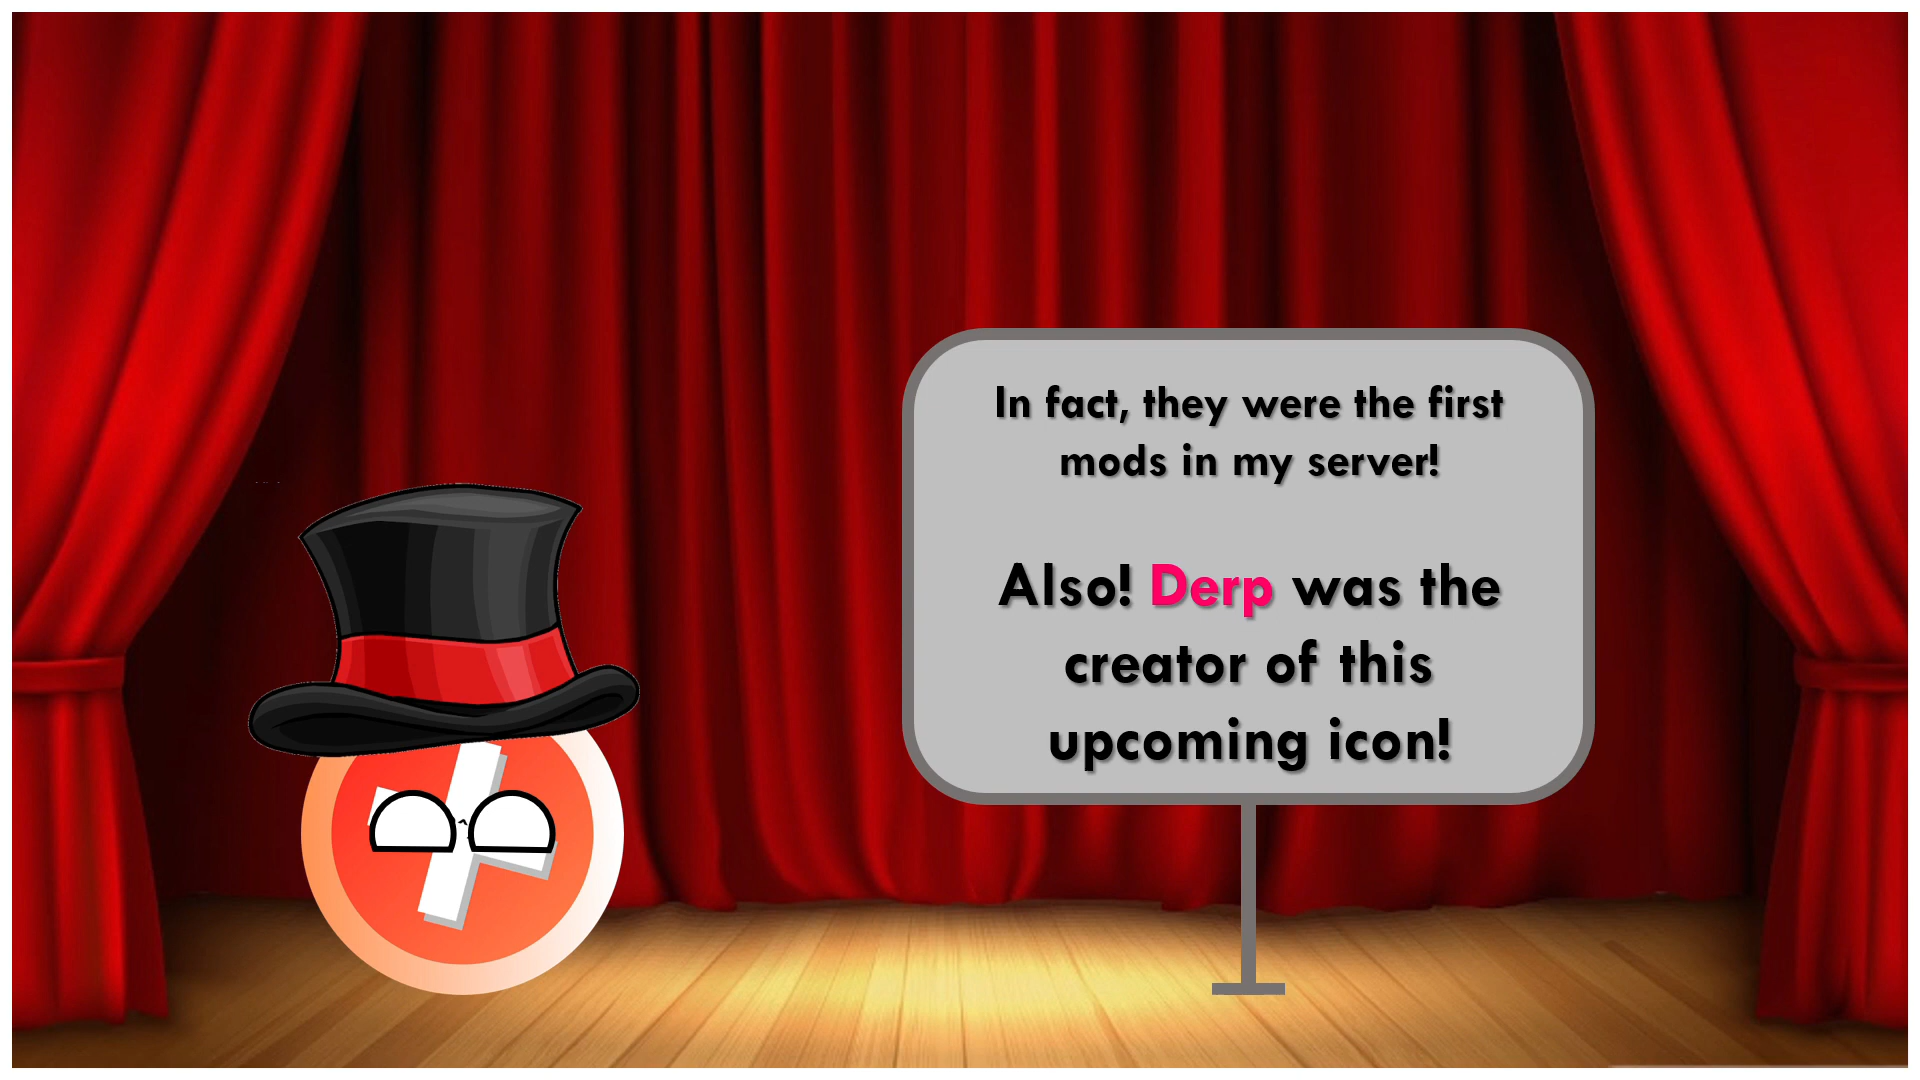 In fact, they were the first
mods in my server!
Also! Derp was the
creator of this
upcoming icon!